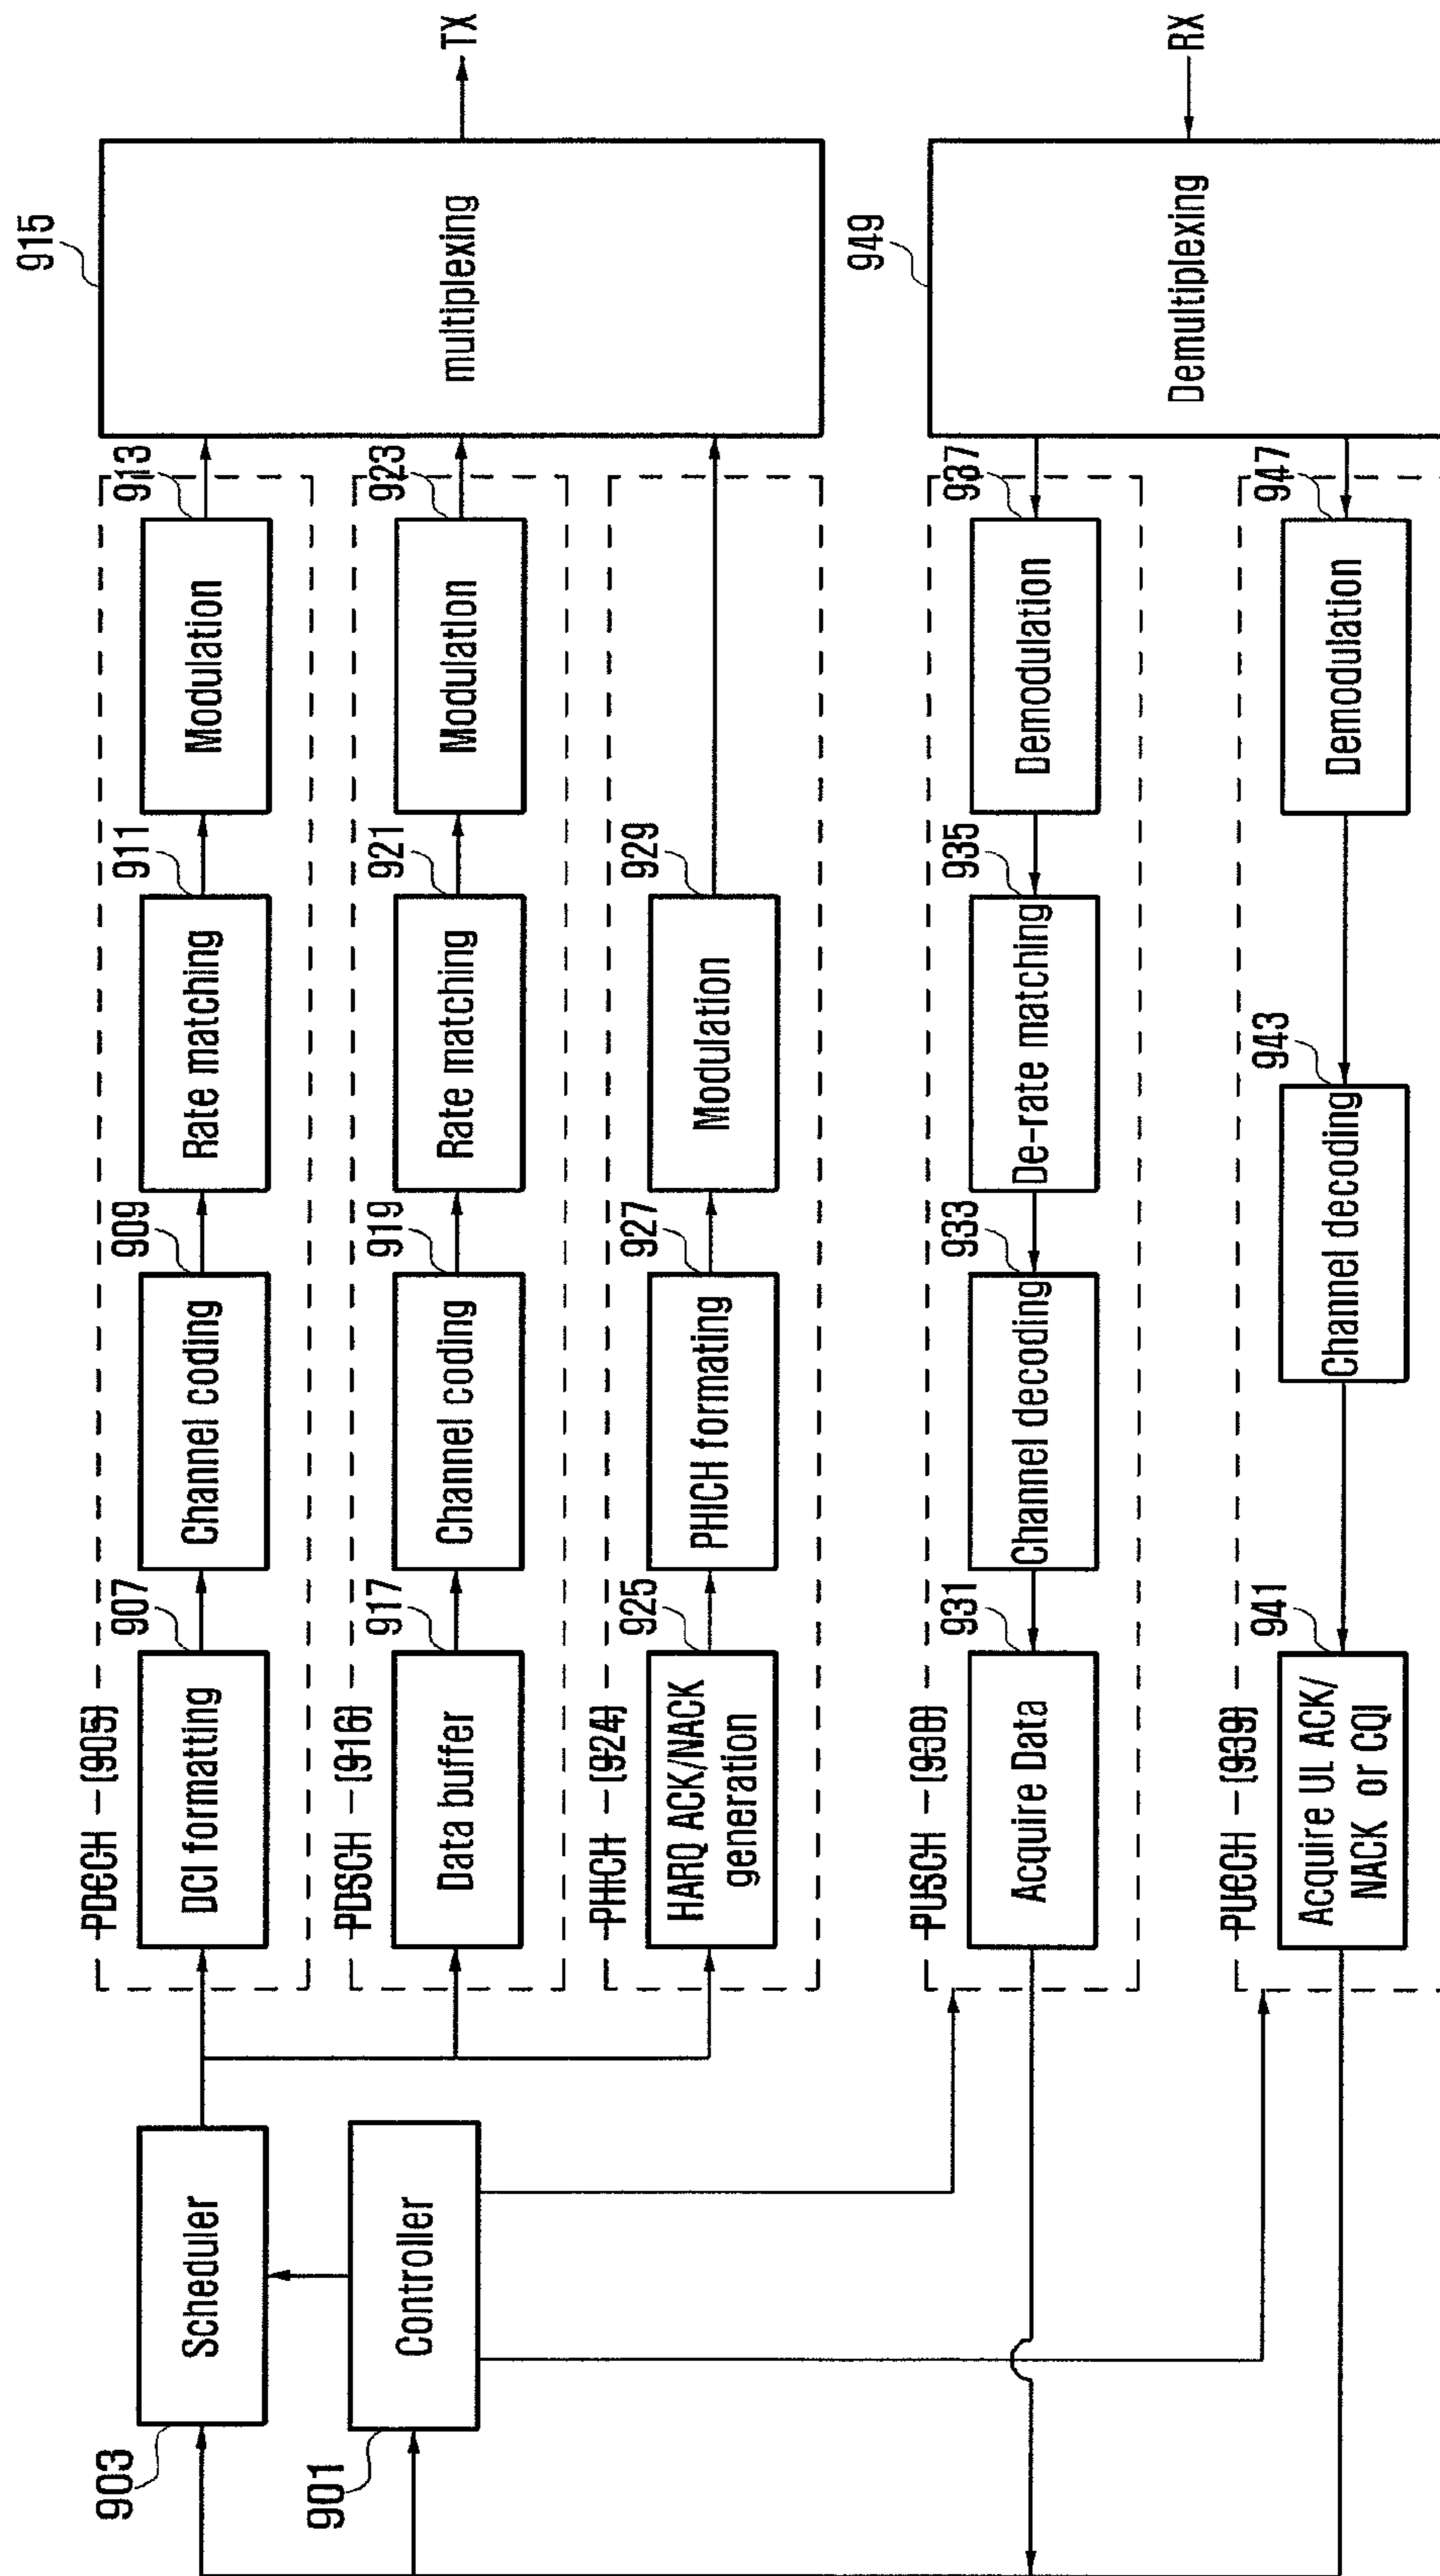 903
Scheduler
901
Controller
PDCCH
(905)
907
DCI formatting
909
Channel coding
911
Rate matching
913
Modulation
PDSCH
(916)
917
Data buffer
919
Channel coding
921
Rate matching
923
Modulation
PHICH
(924)
925
HARQ ACK/NACK
generation
927
PHICH formating
929
Modulation
915
multiplexing
TX
PUSCH
(930)
931
Acquire Data
933
Channel decoding
935
De-rate matching
937
Demodulation
PUCCH
(939)
941
Acquire UL ACK/
NACK or CQI
943
Channel decoding
947
Demodulation
949
Demultiplexing
RX